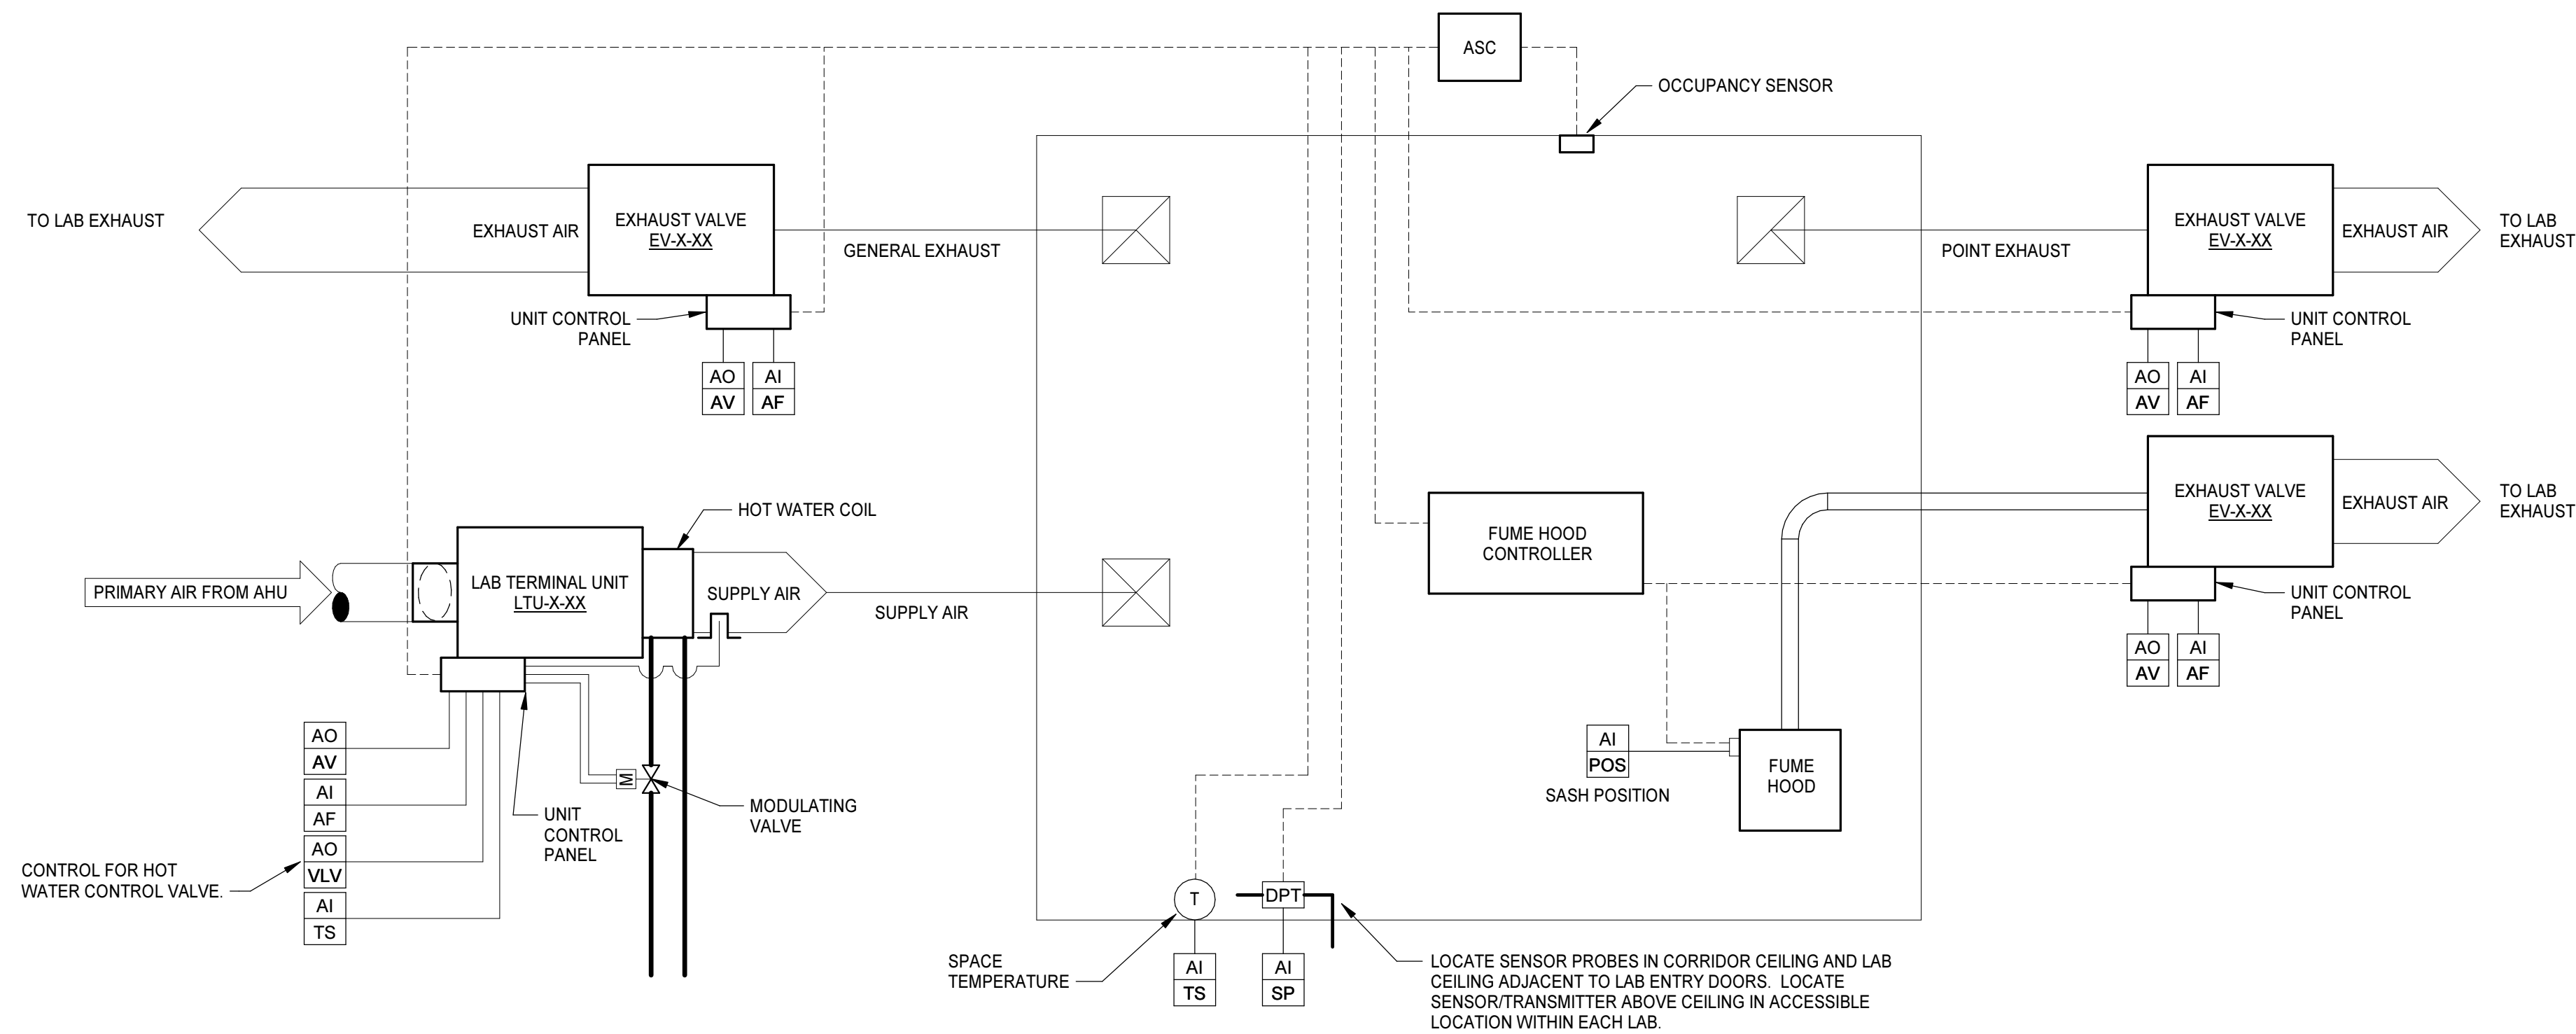 ASC
OCCUPANCY SENSOR
TO LAB EXHAUST
EXHAUST AIR
EXHAUST VALVE
EV-X-XX
GENERAL EXHAUST
UNIT CONTROL
PANEL
AO
AV
AI
AF
POINT EXHAUST
EXHAUST VALVE
EV-X-XX
EXHAUST AIR
TO LAB
EXHAUST
UNIT CONTROL
PANEL
AO
AV
AI
AF
HOT WATER COIL
PRIMARY AIR FROM AHU
LAB TERMINAL UNIT
LTU-X-XX
SUPPLY AIR
SUPPLY AIR
AO
AV
AI
AF
AO
VLV
AI
TS
CONTROL FOR HOT
WATER CONTROL VALVE.
UNIT
CONTROL
PANEL
M
MODULATING
VALVE
FUME HOOD
CONTROLLER
EXHAUST VALVE
EV-X-XX
EXHAUST AIR
TO LAB
EXHAUST
UNIT CONTROL
PANEL
AO
AV
AI
AF
AI
POS
SASH POSITION
FUME
HOOD
T
DPT
SPACE
TEMPERATURE
AI
TS
AI
SP
LOCATE SENSOR PROBES IN CORRIDOR CEILING AND LAB
CEILING ADJACENT TO LAB ENTRY DOORS.  LOCATE
SENSOR/TRANSMITTER ABOVE CEILING IN ACCESSIBLE
LOCATION WITHIN EACH LAB.